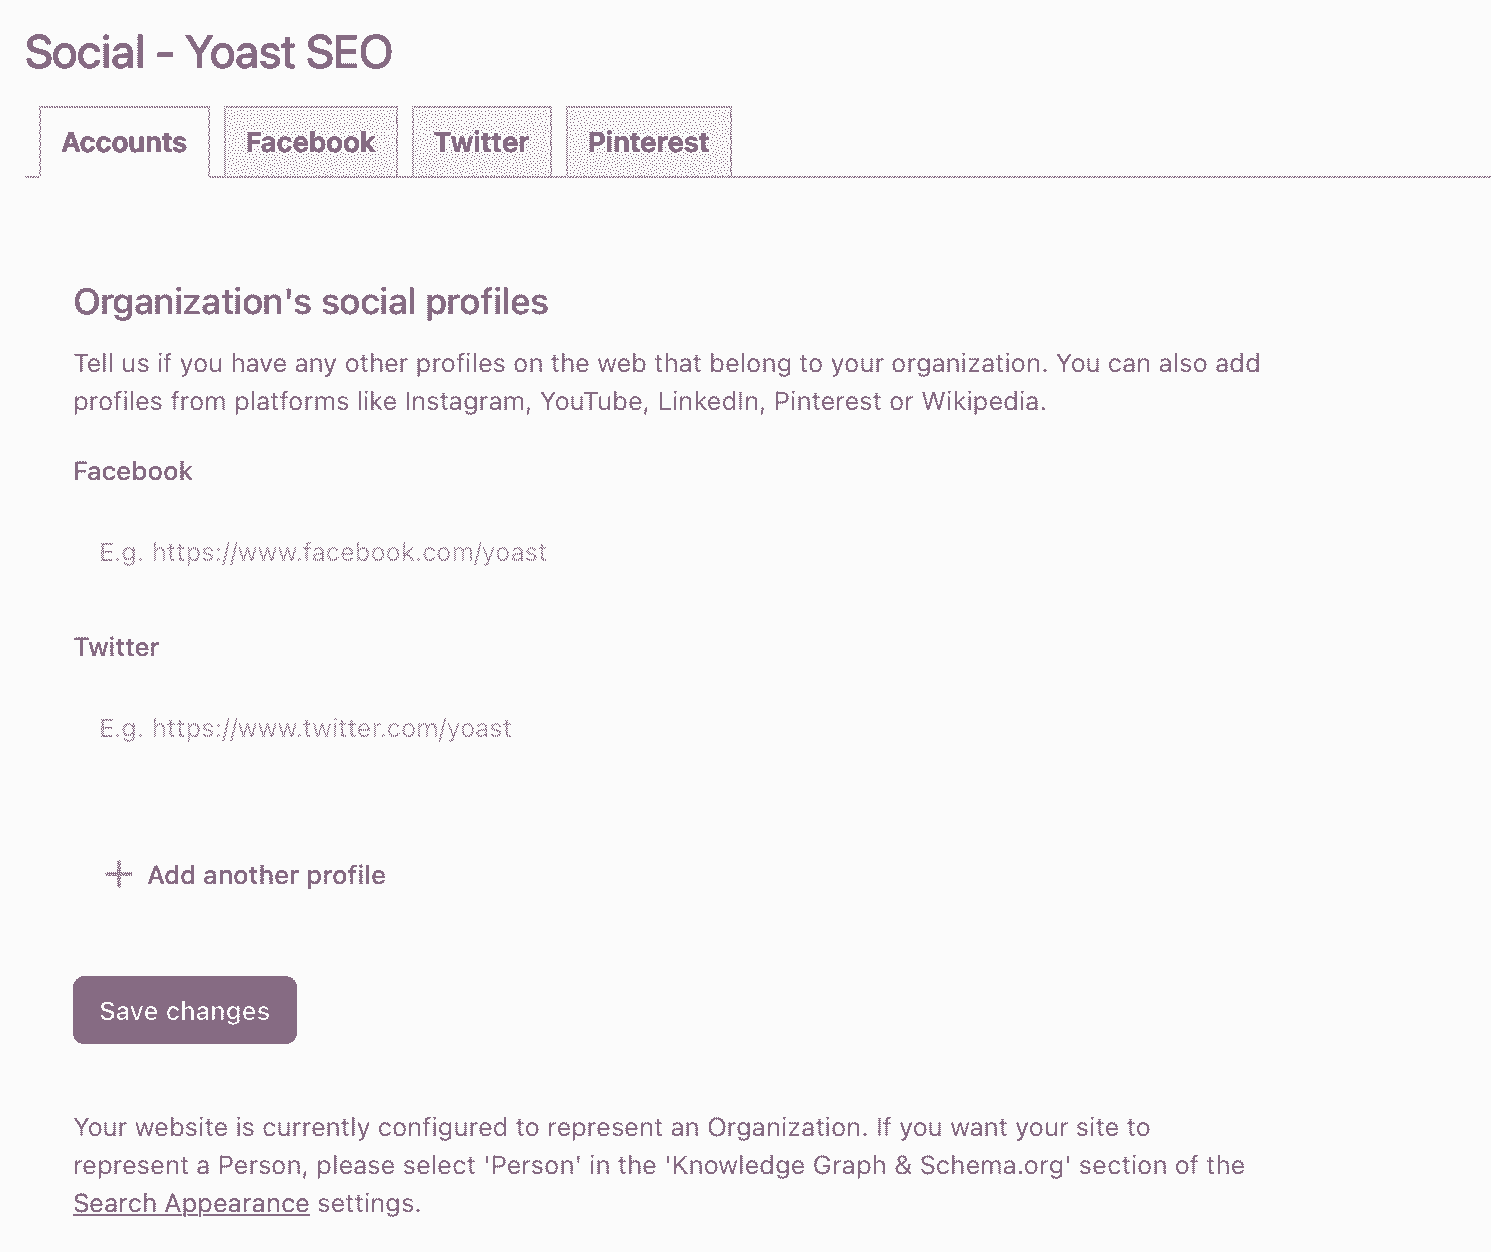 Social - Yoast SEO
Accounts Facebook Twitter Pinterest
Organization's social profiles
Tell us if you have any other profiles on the web that belong to your organization. You can also add
profiles from platforms like Instagram, YouTube, LinkedIn, Pinterest or Wikipedia.
Facebook
E.g. https://www.facebook.com/yoast
Twitter
E.g. https://www.twitter.com/yoast
+ Add another profile
Save changes
Your website is currently configured to represent an Organization. If you want your site to
represent a Person, please select 'Person' in the 'Knowledge Graph & Schema.org' section of the
Search Appearance settings.